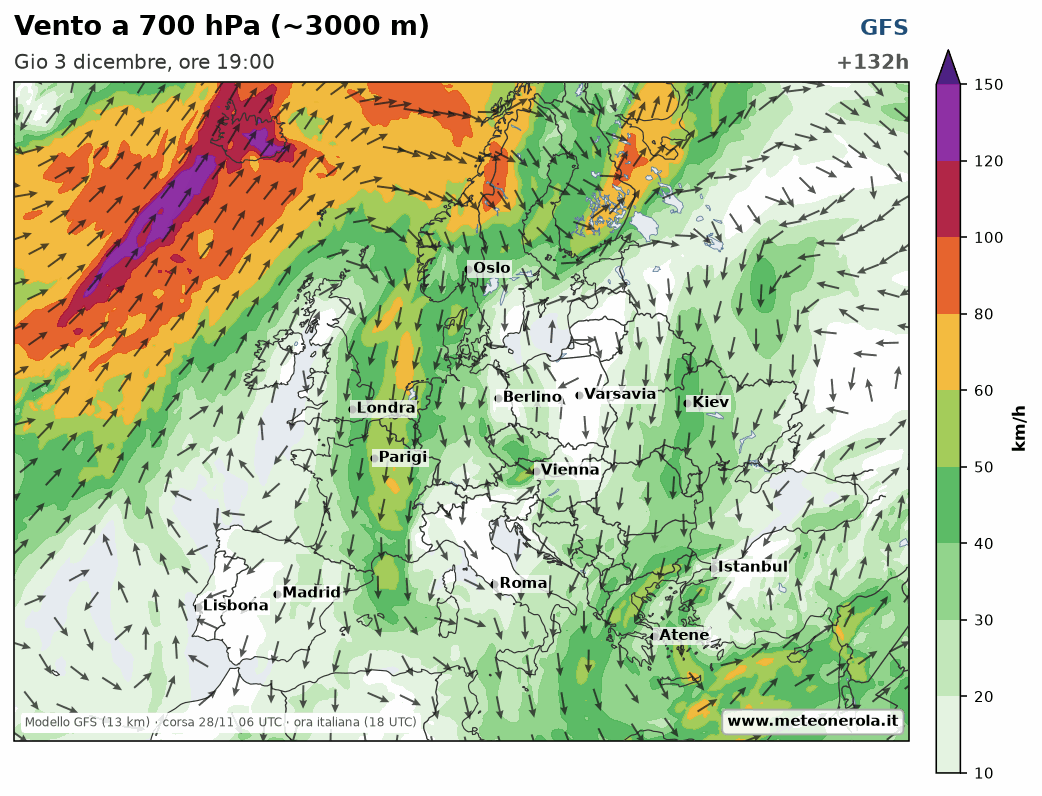 Vento a 700 hPa (~3000 m)
GFS
Gio 3 dicembre, ore 19:00
+132h
150
120
100
80
60
50
40
30
20
10
km/h
Oslo
Londra
Berlino
Varsavia
Kiev
Parigi
Vienna
Istanbul
Roma
Madrid
Lisbona
Atene
Modello GFS (13 km) · corsa 28/11 06 UTC · ora italiana (18 UTC)
www.meteonerola.it